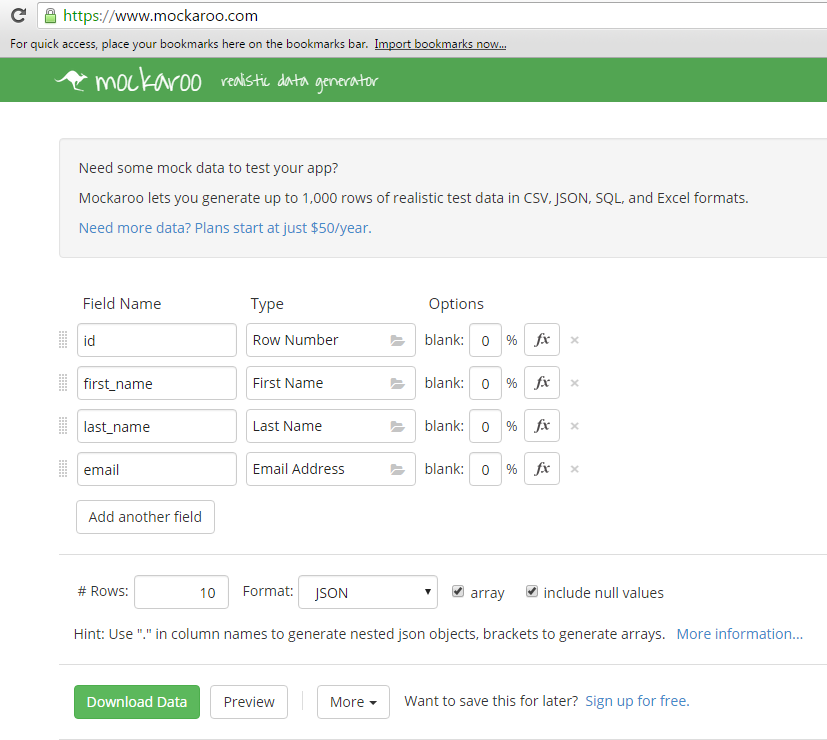 https://www.mockaroo.com
For quick access, place your bookmarks here on the bookmarks bar. Import bookmarks now...
mockaroo realistic data generator
Need some mock data to test your app?
Mockaroo lets you generate up to 1,000 rows of realistic test data in CSV, JSON, SQL, and Excel formats.
Need more data? Plans start at just $50/year.
Field Name Type Options
id Row Number blank: 0 % fx ×
first_name First Name blank: 0 % fx ×
last_name Last Name blank: 0 % fx ×
email Email Address blank: 0 % fx ×
Add another field
# Rows: 10 Format: JSON array include null values
Hint: Use "." in column names to generate nested json objects, brackets to generate arrays. More information...
Download Data Preview More Want to save this for later? Sign up for free.